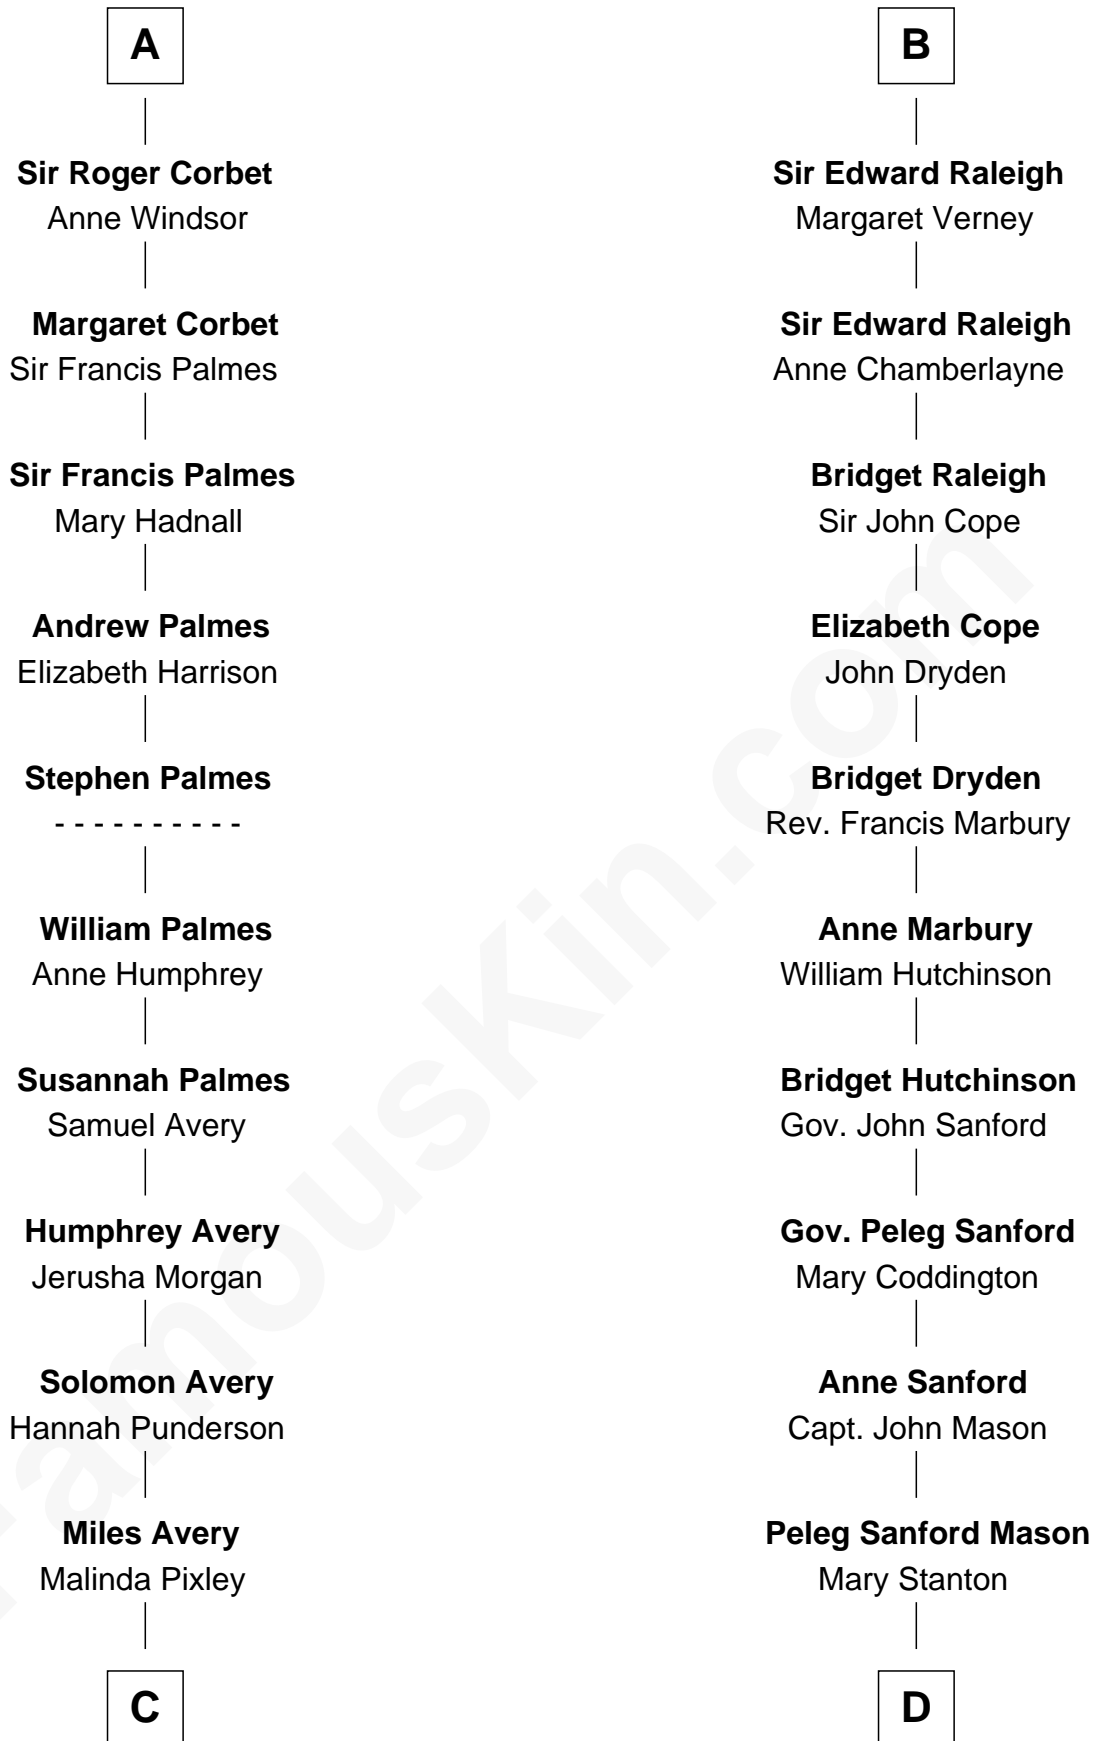 A
Sir Roger Corbet
Anne Windsor
Margaret Corbet
Sir Francis Palmes
Sir Francis Palmes
Mary Hadnall
Andrew Palmes
Elizabeth Harrison
Stephen Palmes
- - - - - - - - - -
William Palmes
Anne Humphrey
Susannah Palmes
Samuel Avery
Humphrey Avery
Jerusha Morgan
Solomon Avery
Hannah Punderson
Miles Avery
Malinda Pixley
C
B
Sir Edward Raleigh
Margaret Verney
Sir Edward Raleigh
Anne Chamberlayne
Bridget Raleigh
Sir John Cope
Elizabeth Cope
John Dryden
Bridget Dryden
Rev. Francis Marbury
Anne Marbury
William Hutchinson
Bridget Hutchinson
Gov. John Sanford
Gov. Peleg Sanford
Mary Coddington
Anne Sanford
Capt. John Mason
Peleg Sanford Mason
Mary Stanton
D
FamousKin.com